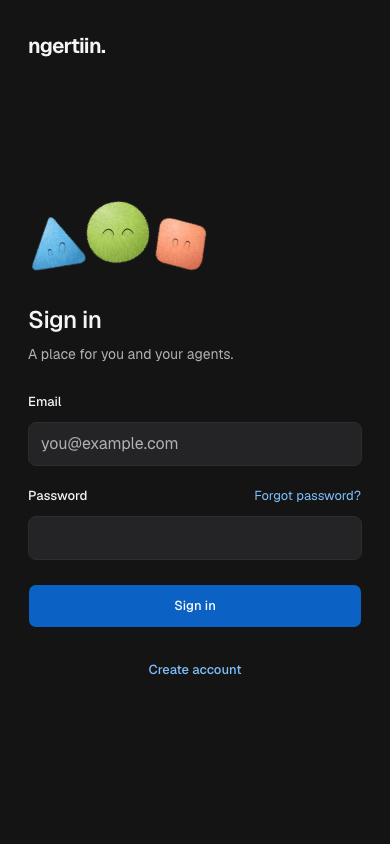 ngertiin.
Sign in
A place for you and your agents.
Email
you@example.com
Password
Forgot password?
Sign in
Create account